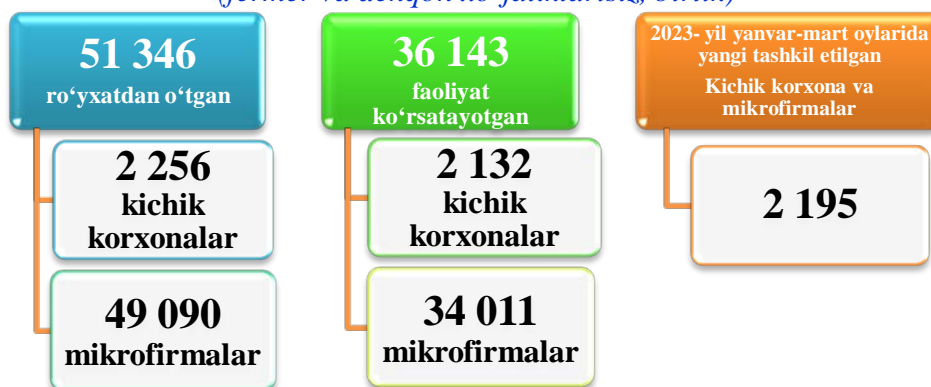 51 346
ro‘yxatdan o‘tgan
2 256
kichik
korxonalar
49 090
mikrofirmalar
36 143
faoliyat
ko‘rsatayotgan
2 132
kichik
korxonalar
34 011
mikrofirmalar
2023- yil yanvar-mart oylarida
yangi tashkil etilgan
Kichik korxona va
mikrofirmalar
2 195